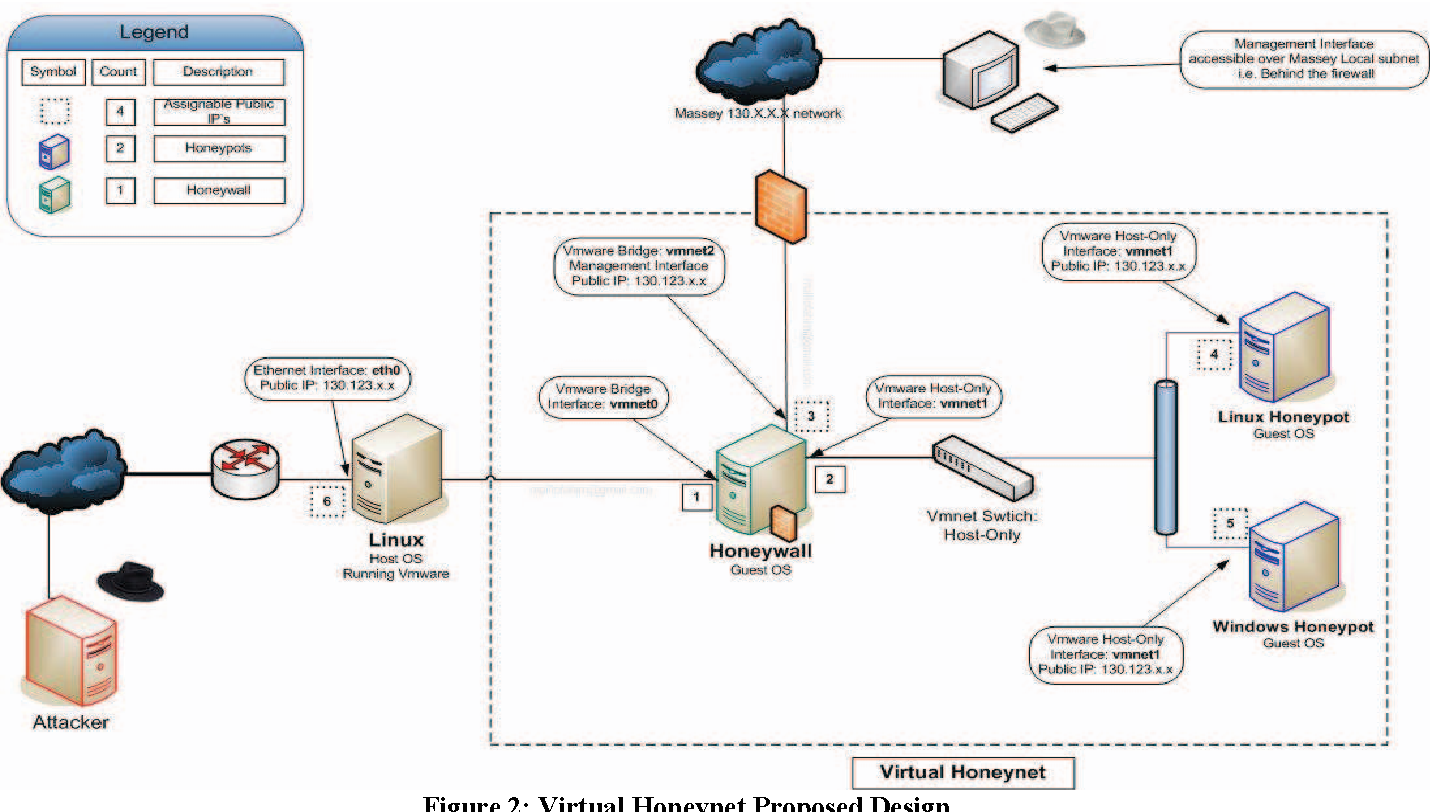 Legend
Symbol Count Description
4 Assignable Public
IP's
2 Honeypots
1 Honeywall
Massey 130.X.X.X network
Management Interface
accessible over Massey Local subnet
i.e. Behind the firewall
Vmware Bridge: vmnet2
Management Interface
Public IP: 130.123.x.x
Vmware Host-Only
Interface: vmnet1
Public IP: 130.123.x.x
Ethernet Interface: eth0
Public IP: 130.123.x.x
Vmware Bridge
Interface: vmnet0
Vmware Host-Only
Interface: vmnet1
3
4
Linux Honeypot
Guest OS
6
1
2
Linux
Host OS
Running Vmware
Honeywall
Guest OS
Vmnet Swtich:
Host-Only
5
Windows Honeypot
Guest OS
Vmware Host-Only
Interface: vmnet1
Public IP: 130.123.x.x
Attacker
Virtual Honeynet
Figure 2: Virtual Honeynet Proposed Design